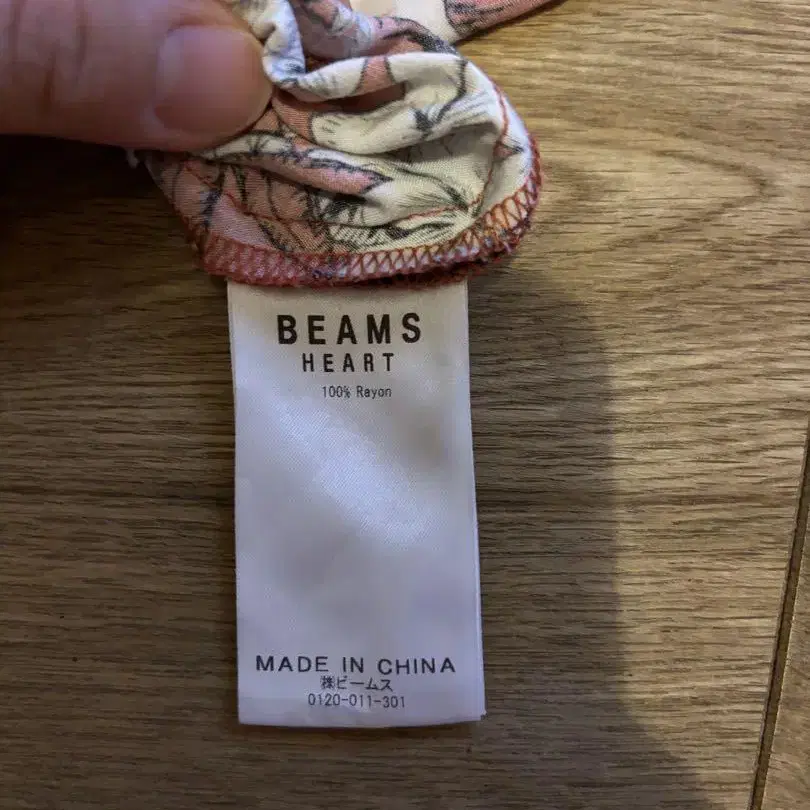 BEAMS
HEART
100% Rayon
MADE IN CHINA
㈱ビームス
0120-011-301